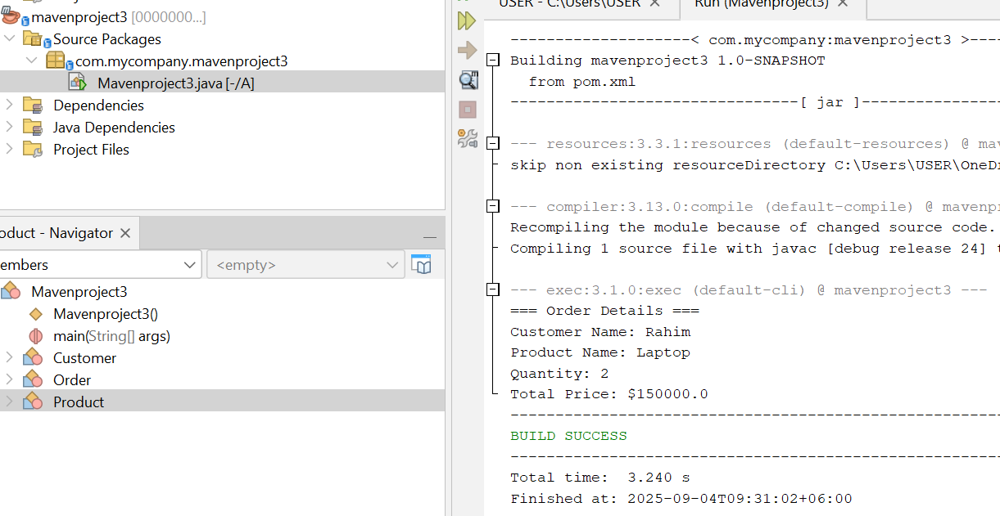 mavenproject3 [0000000...]
Source Packages
com.mycompany.mavenproject3
Mavenproject3.java [-/A]
Dependencies
Java Dependencies
Project Files
oduct - Navigator
embers
<empty>
Mavenproject3
Mavenproject3()
main(String[] args)
Customer
Order
Product
USER - C:\Users\USER
Run (Mavenproject3)
--------------------< com.mycompany:mavenproject3 >----
Building mavenproject3 1.0-SNAPSHOT
from pom.xml
--------------------------------[ jar ]----------------
--- resources:3.3.1:resources (default-resources) @ mav
skip non existing resourceDirectory C:\Users\USER\OneDr
--- compiler:3.13.0:compile (default-compile) @ mavenpr
Recompiling the module because of changed source code.
Compiling 1 source file with javac [debug release 24] t
--- exec:3.1.0:exec (default-cli) @ mavenproject3 ---
=== Order Details ===
Customer Name: Rahim
Product Name: Laptop
Quantity: 2
Total Price: $150000.0
------------------------------------------------------
BUILD SUCCESS
------------------------------------------------------
Total time:  3.240 s
Finished at: 2025-09-04T09:31:02+06:00